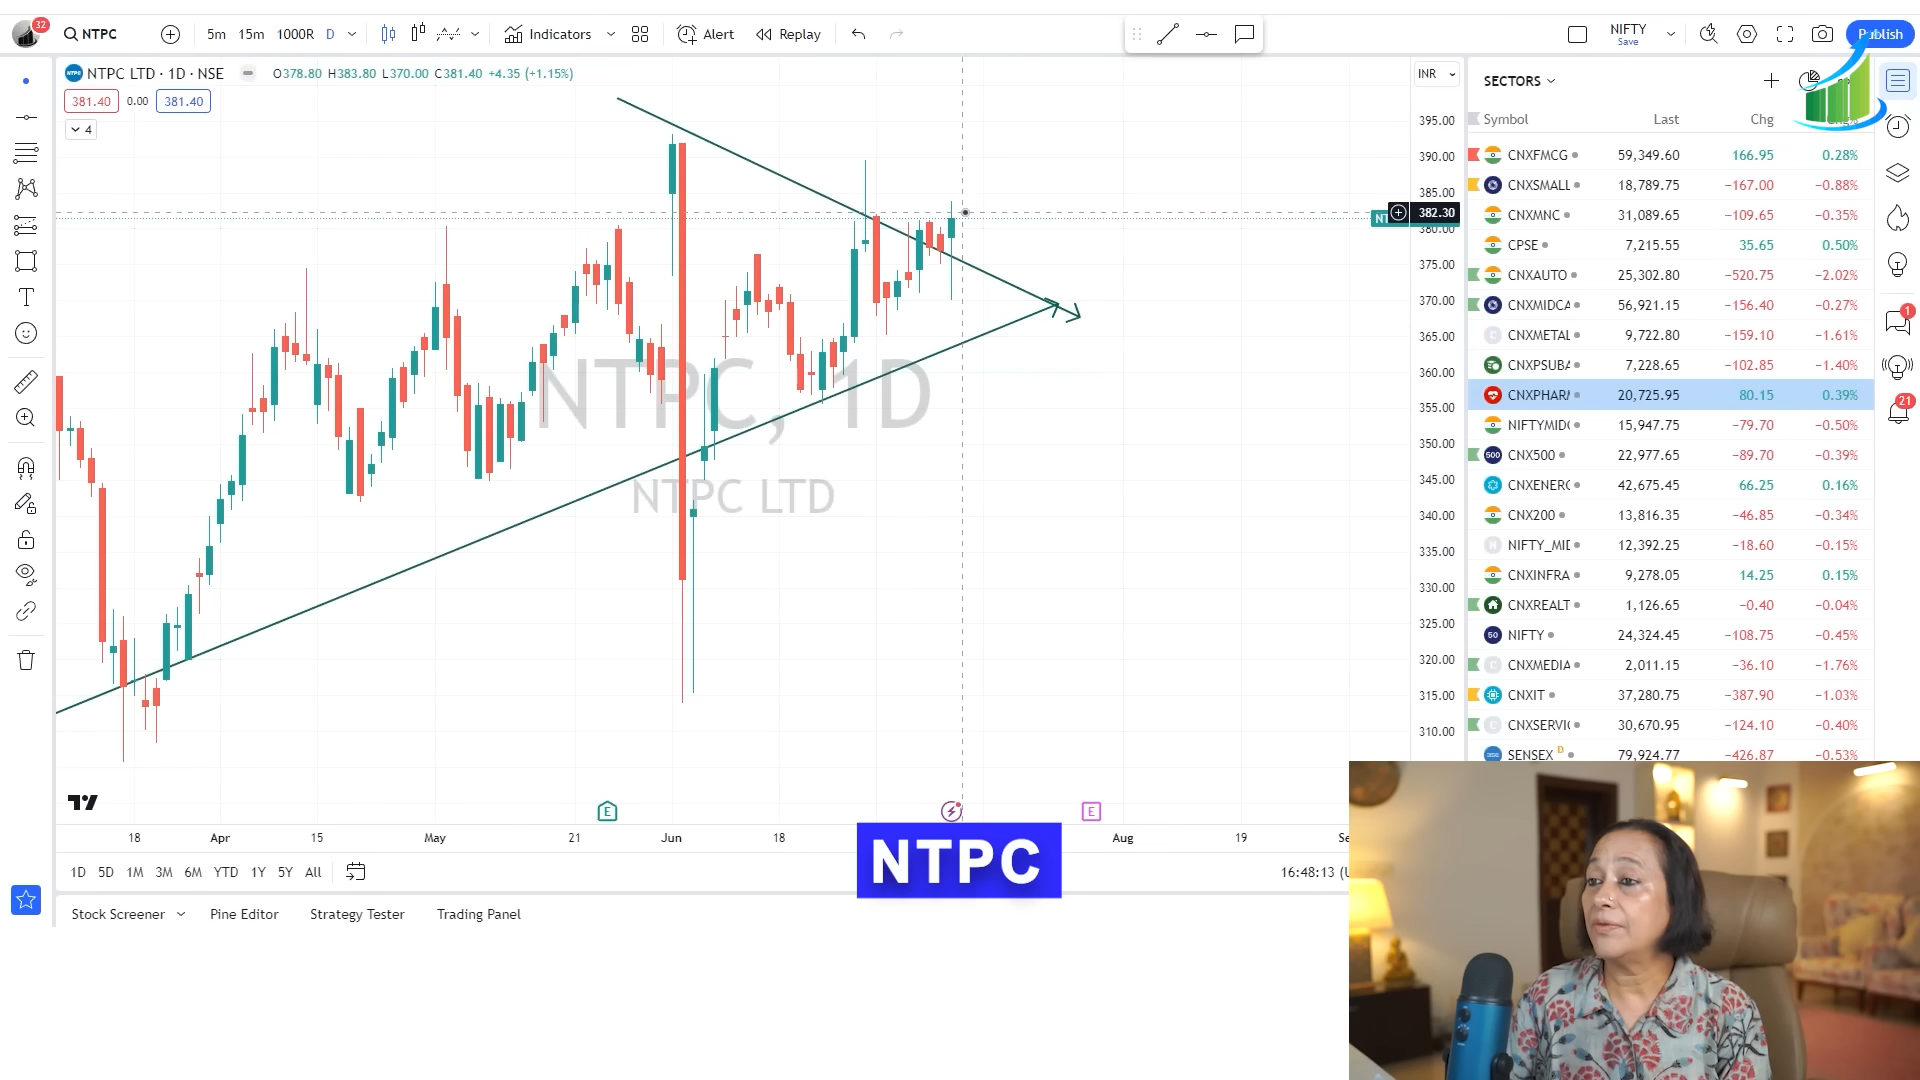 32
NTPC
5m 15m 1000R D
Indicators
Alert
Replay
NIFTY
Save
Publish
NTPC LTD · 1D · NSE
O378.80 H383.80 L370.00 C381.40 +4.35 (+1.15%)
381.40 0.00 381.40
4
INR
395.00
390.00
385.00
382.30
380.00
375.00
370.00
365.00
360.00
355.00
350.00
345.00
340.00
335.00
330.00
325.00
320.00
315.00
310.00
NTPC, 1D
NTPC LTD
E
E
18 Apr 15 May 21 Jun 18 Aug 19
1D 5D 1M 3M 6M YTD 1Y 5Y All
16:48:13
Stock Screener Pine Editor Strategy Tester Trading Panel
NTPC
SECTORS
Symbol Last Chg
CNXFMCG 59,349.60 166.95 0.28%
CNXSMALL 18,789.75 −167.00 −0.88%
CNXMNC 31,089.65 −109.65 −0.35%
CPSE 7,215.55 35.65 0.50%
CNXAUTO 25,302.80 −520.75 −2.02%
CNXMIDCA 56,921.15 −156.40 −0.27%
CNXMETAL 9,722.80 −159.10 −1.61%
CNXPSUBA 7,228.65 −102.85 −1.40%
CNXPHAR 20,725.95 80.15 0.39%
NIFTYMID 15,947.75 −79.70 −0.50%
500 CNX500 22,977.65 −89.70 −0.39%
CNXENERG 42,675.45 66.25 0.16%
CNX200 13,816.35 −46.85 −0.34%
NIFTY_MID 12,392.25 −18.60 −0.15%
CNXINFRA 9,278.05 14.25 0.15%
CNXREALT 1,126.65 −0.40 −0.04%
50 NIFTY 24,324.45 −108.75 −0.45%
CNXMEDIA 2,011.15 −36.10 −1.76%
CNXIT 37,280.75 −387.90 −1.03%
CNXSERVIC 30,670.95 −124.10 −0.40%
SENSEX D 79,924.77 −426.87 −0.53%
1
21